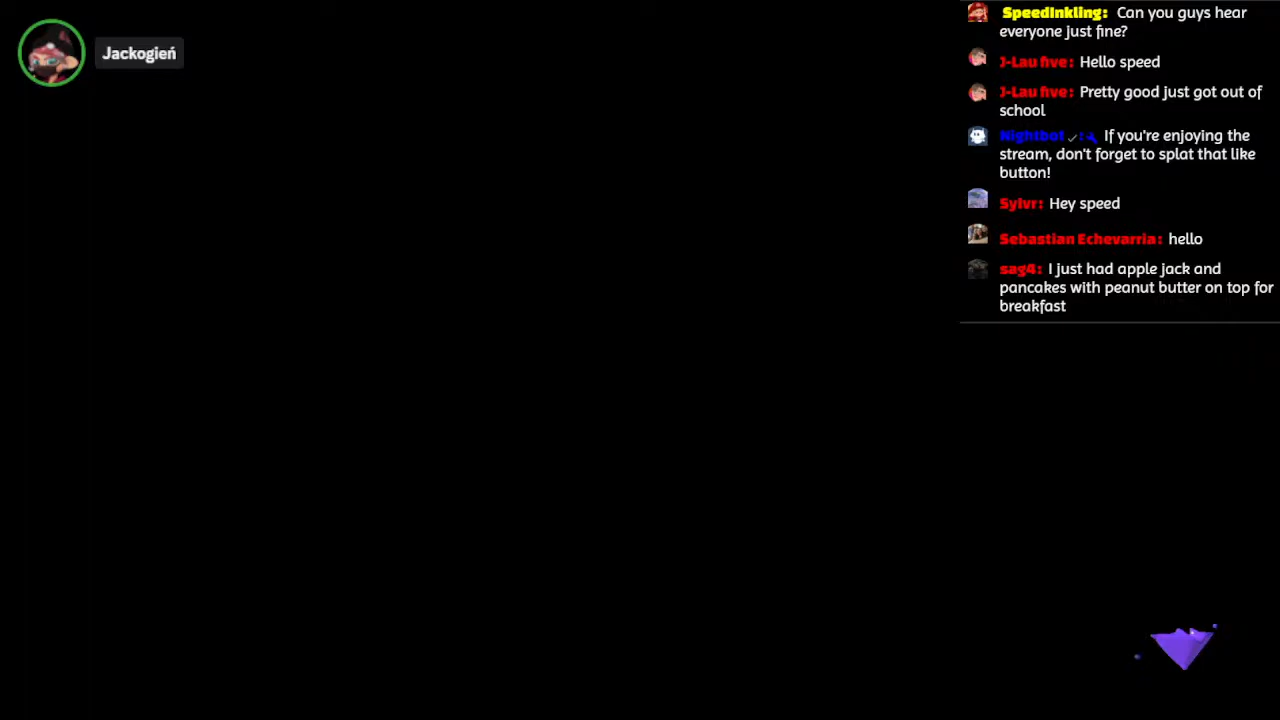 Jackogień
SpeedInkling: Can you guys hear
everyone just fine?
J-Lau five: Hello speed
J-Lau five: Pretty good just got out of
school
Nightbot: If you're enjoying the
stream, don't forget to splat that like
button!
Sylvr: Hey speed
Sebastian Echevarria: hello
sag4: I just had apple jack and
pancakes with peanut butter on top for
breakfast